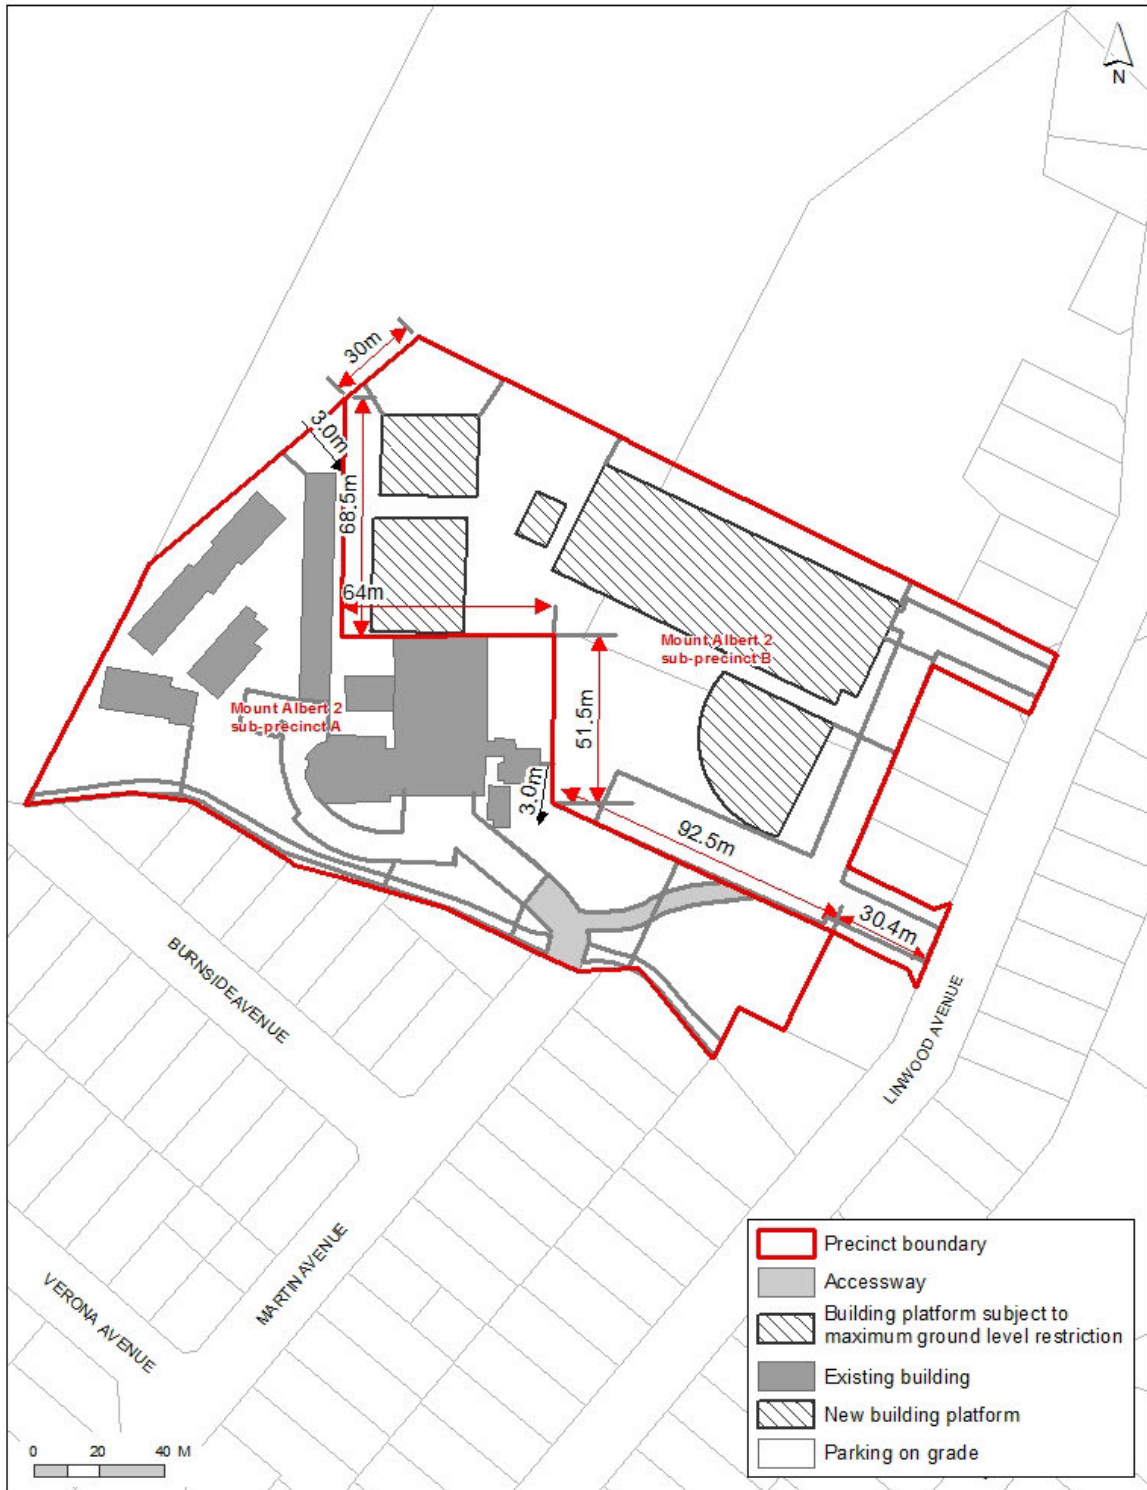 N
30m
3.0m
68.5m
64m
Mount Albert 2
sub-precinct B
Mount Albert 2
sub-precinct A
51.5m
3.0m
92.5m
30.4m
BURNSIDE AVENUE
LINWOOD AVENUE
MARTIN AVENUE
VERONA AVENUE
Precinct boundary
Accessway
Building platform subject to
maximum ground level restriction
Existing building
New building platform
Parking on grade
0 20 40 M